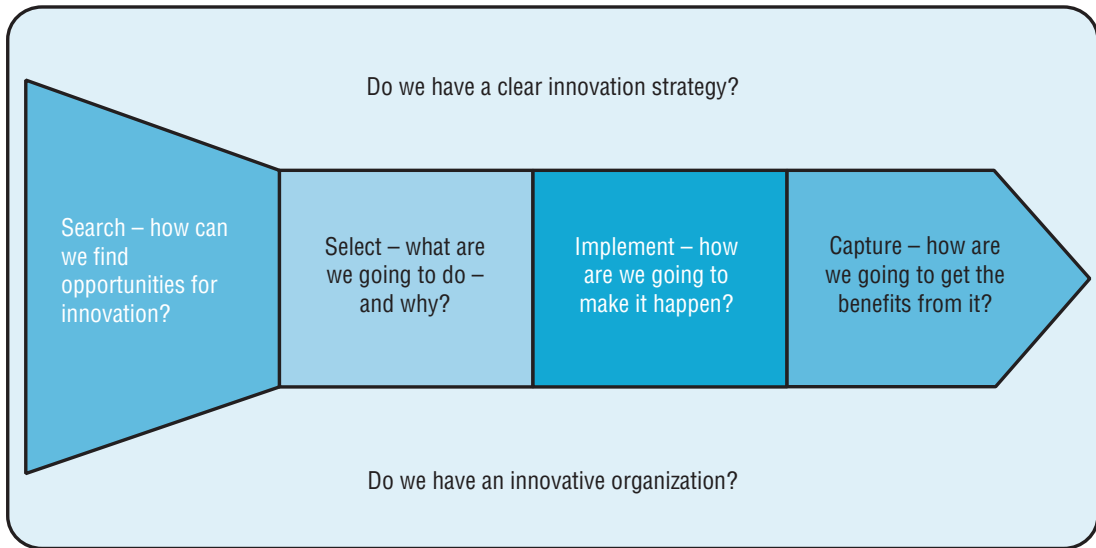 Do we have a clear innovation strategy?
Search – how can
we find
opportunities for
innovation?
Select – what are
we going to do –
and why?
Implement – how
are we going to
make it happen?
Capture – how are
we going to get the
benefits from it?
Do we have an innovative organization?